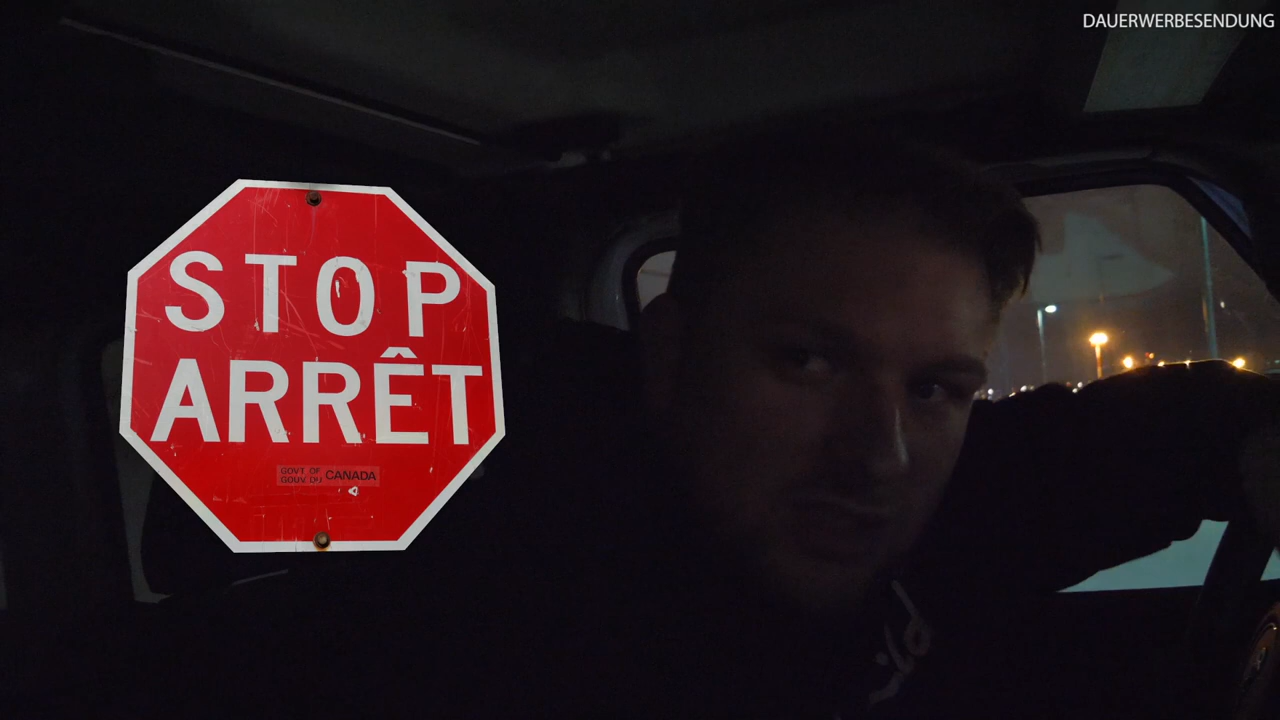 DAUERWERBESENDUNG
STOP
ARRÊT
GOVT OF
GOUV DU
CANADA